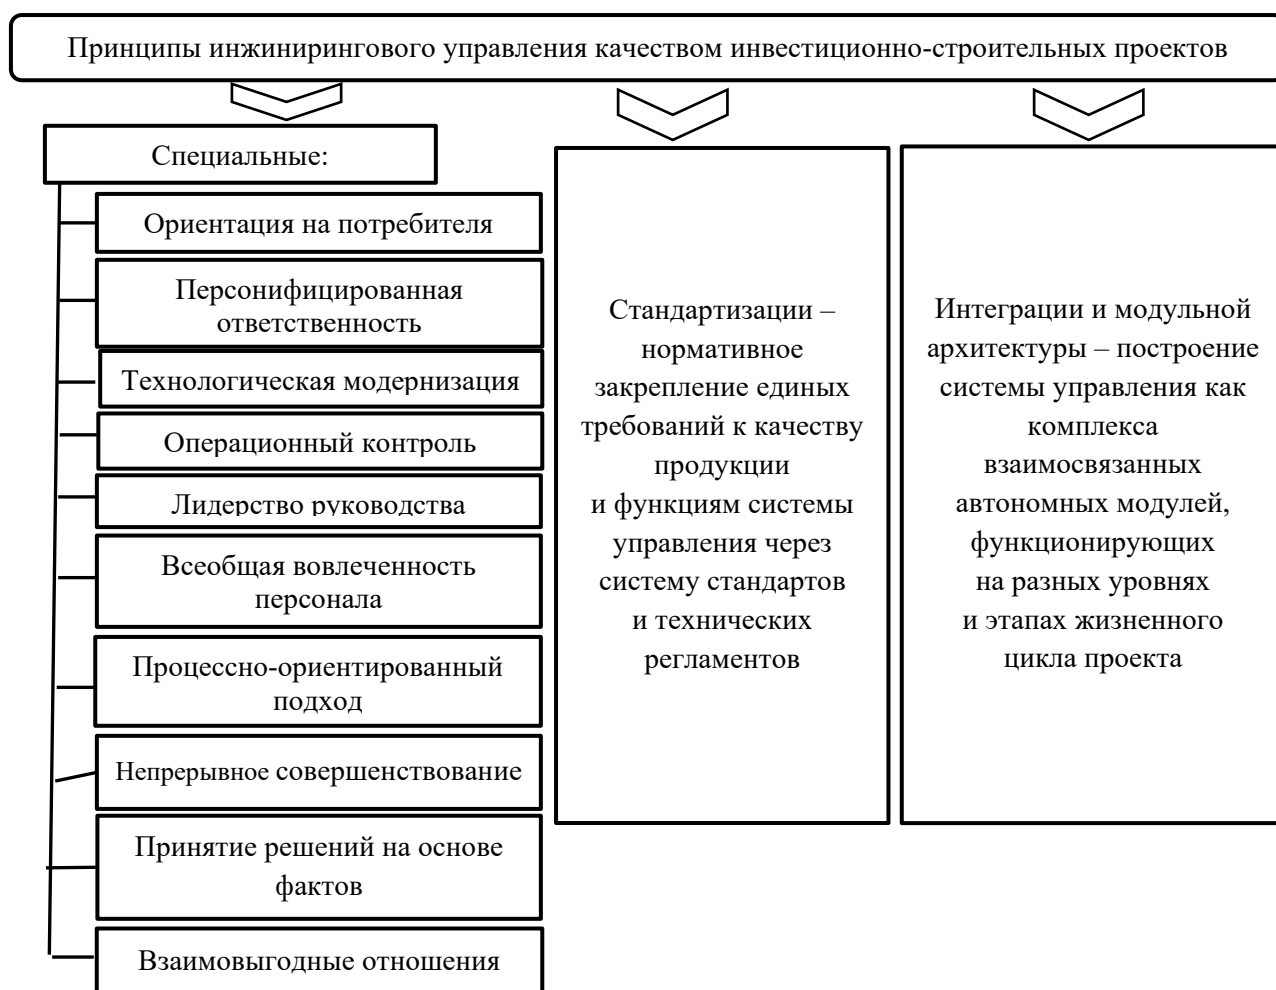 Принципы инжинирингового управления качеством инвестиционно-строительных проектов
Специальные:
Ориентация на потребителя
Персонифицированная
ответственность
Технологическая модернизация
Операционный контроль
Лидерство руководства
Всеобщая вовлеченность
персонала
Процессно-ориентированный
подход
Непрерывное совершенствование
Принятие решений на основе
фактов
Взаимовыгодные отношения
Стандартизации –
нормативное
закрепление единых
требований к качеству
продукции
и функциям системы
управления через
систему стандартов
и технических
регламентов
Интеграции и модульной
архитектуры – построение
системы управления как
комплекса
взаимосвязанных
автономных модулей,
функционирующих
на разных уровнях
и этапах жизненного
цикла проекта